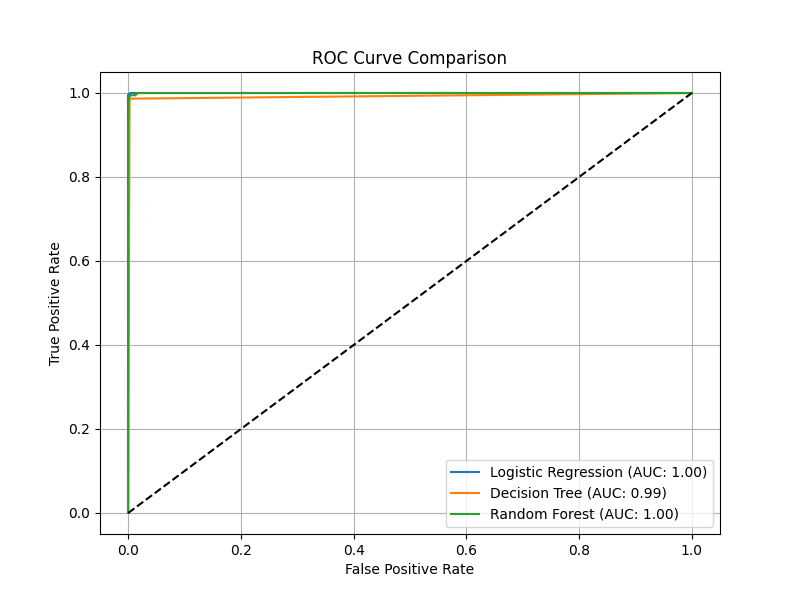 ROC Curve Comparison
1.0
0.8
0.6
0.4
0.2
0.0
True Positive Rate
Logistic Regression (AUC: 1.00)
Decision Tree (AUC: 0.99)
Random Forest (AUC: 1.00)
0.0 0.2 0.4 0.6 0.8 1.0
False Positive Rate